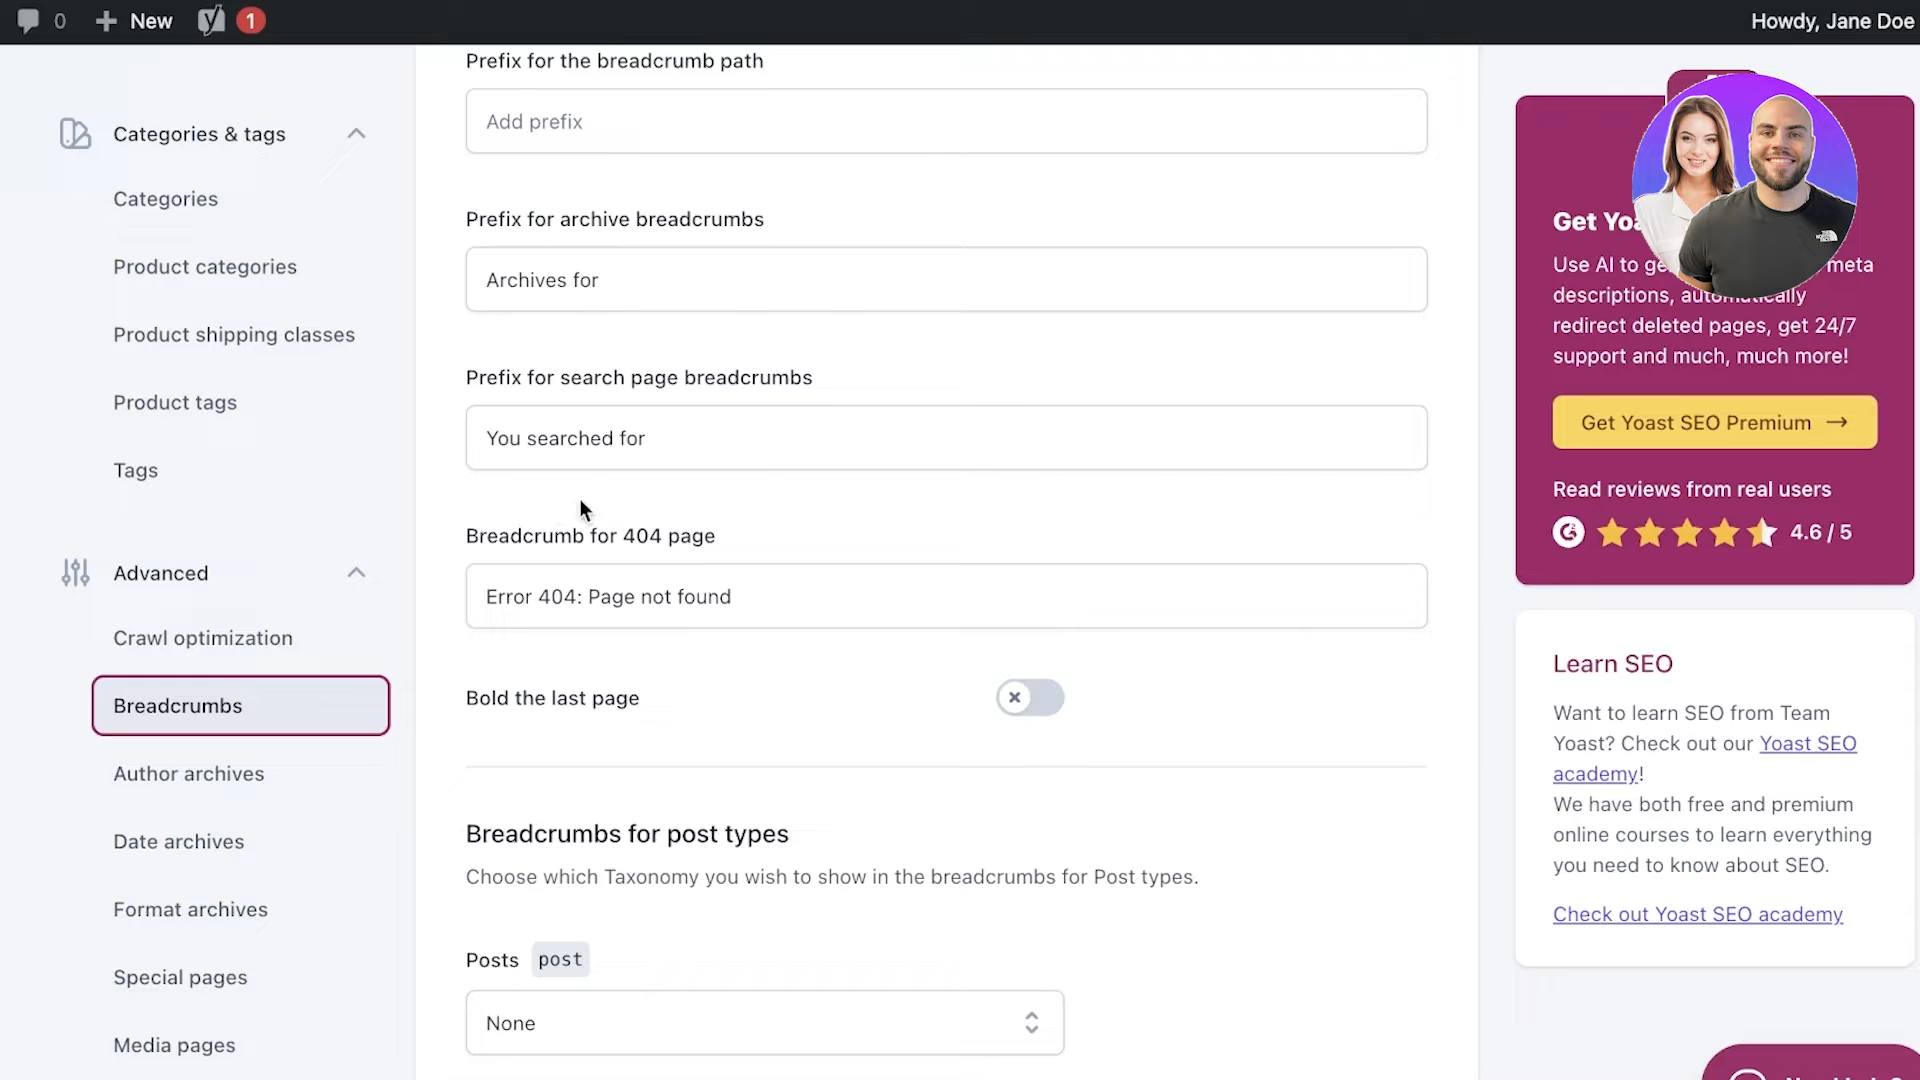 0
New
1
Howdy, Jane Doe
Categories & tags
Categories
Product categories
Product shipping classes
Product tags
Tags
Advanced
Crawl optimization
Breadcrumbs
Author archives
Date archives
Format archives
Special pages
Media pages
Prefix for the breadcrumb path
Add prefix
Prefix for archive breadcrumbs
Archives for
Prefix for search page breadcrumbs
You searched for
Breadcrumb for 404 page
Error 404: Page not found
Bold the last page
Breadcrumbs for post types
Choose which Taxonomy you wish to show in the breadcrumbs for Post types.
Posts post
None
Get
Use AI to meta
descriptions, automatically
redirect deleted pages, get 24/7
support and much, much more!
Get Yoast SEO Premium →
Read reviews from real users
4.6 / 5
Learn SEO
Want to learn SEO from Team
Yoast? Check out our Yoast SEO
academy!
We have both free and premium
online courses to learn everything
you need to know about SEO.
Check out Yoast SEO academy